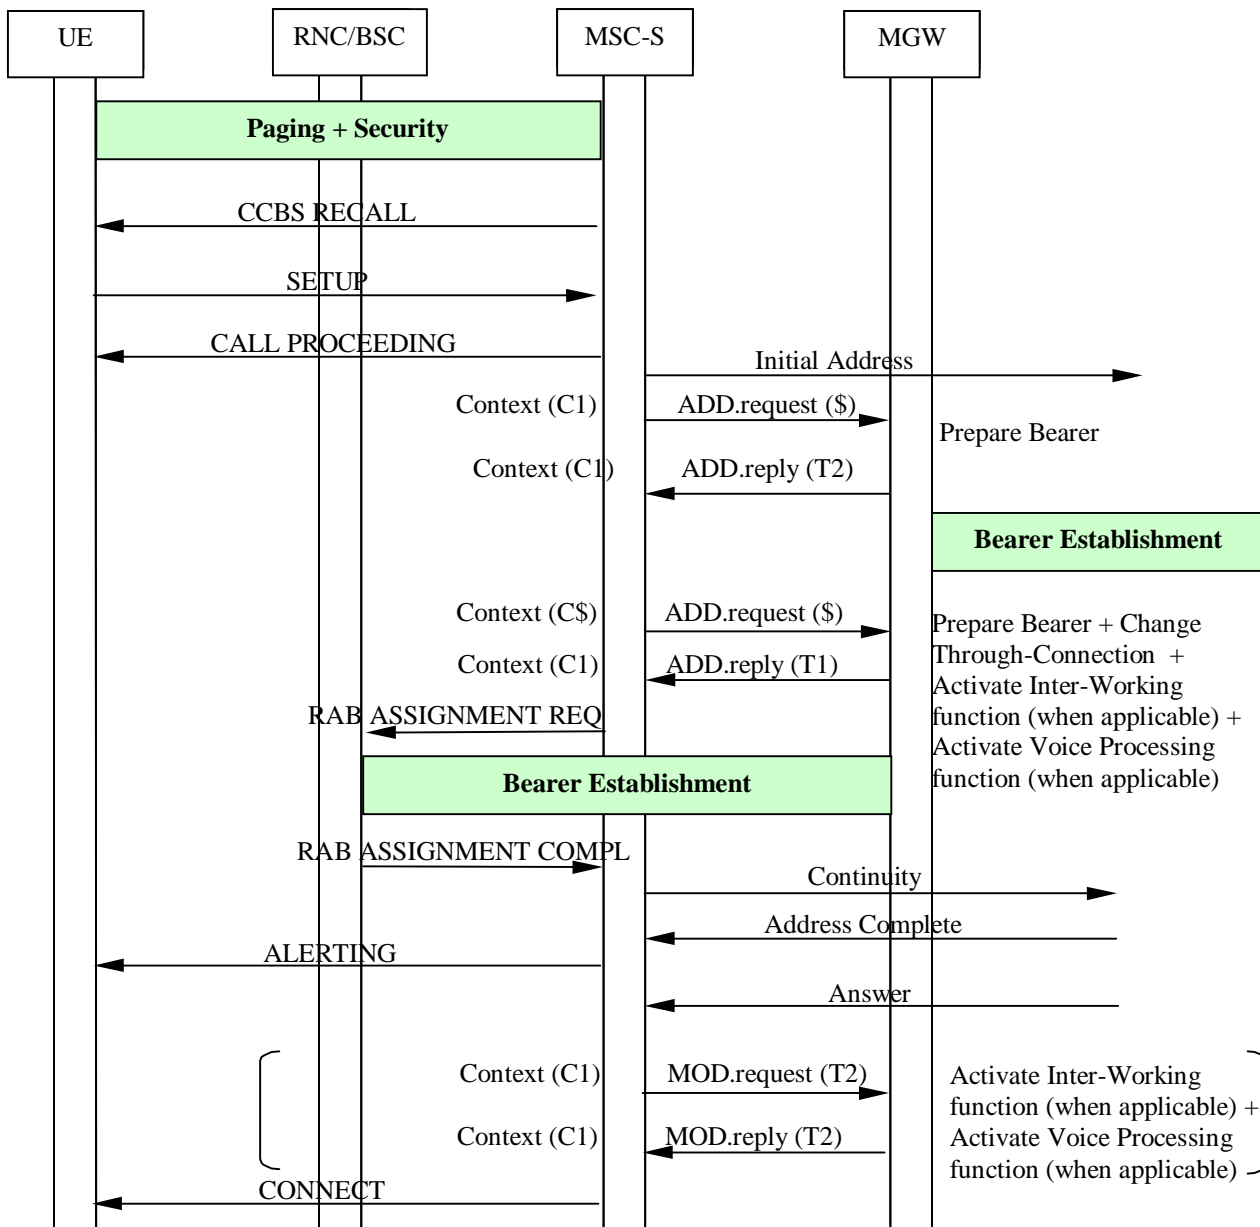 UE
RNC/BSC
MSC-S
MGW
Paging + Security
CCBS RECALL
SETUP
CALL PROCEEDING
Initial Address
Context (C1)
ADD.request ($)
Prepare Bearer
Context (C1)
ADD.reply (T2)
Bearer Establishment
Context (C$)
ADD.request ($)
Prepare Bearer + Change
Through-Connection +
Activate Inter-Working
function (when applicable) +
Activate Voice Processing
function (when applicable)
Context (C1)
ADD.reply (T1)
RAB ASSIGNMENT REQ
Bearer Establishment
RAB ASSIGNMENT COMPL
Continuity
Address Complete
ALERTING
Answer
Context (C1)
MOD.request (T2)
Activate Inter-Working
function (when applicable) +
Activate Voice Processing
function (when applicable)
Context (C1)
MOD.reply (T2)
CONNECT